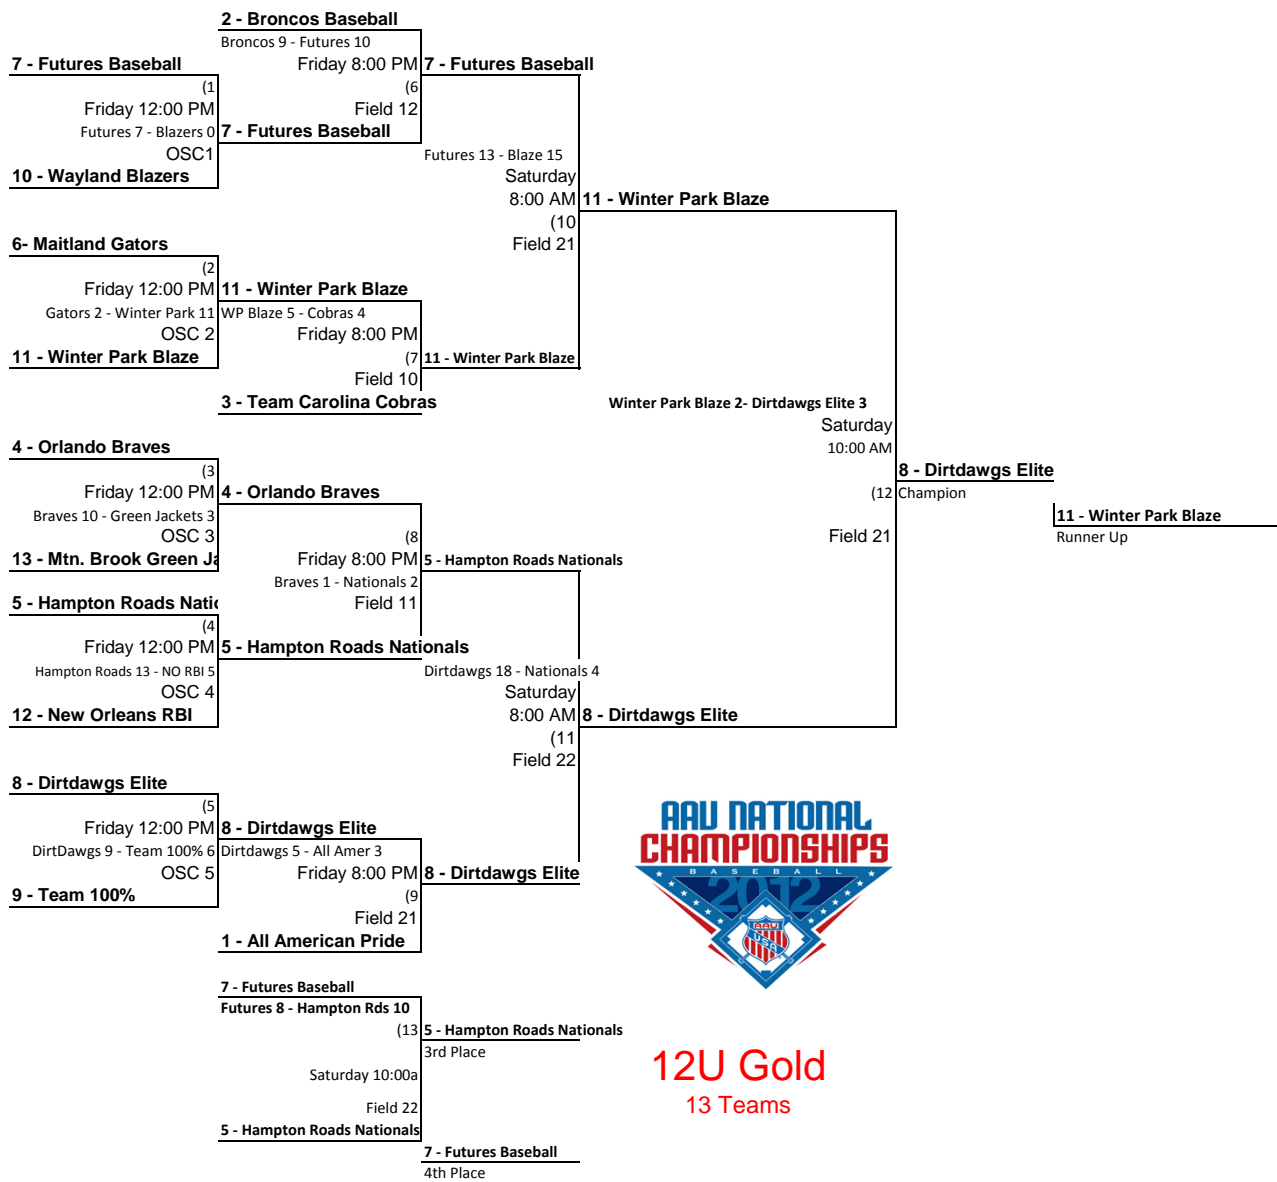 2 - Broncos Baseball
Broncos 9 - Futures 10
7 - Futures Baseball
Friday 8:00 PM
7 - Futures Baseball
(1
(6
Friday 12:00 PM
Field 12
Futures 7 - Blazers 0
7 - Futures Baseball
OSC1
Futures 13 - Blaze 15
10 - Wayland Blazers
Saturday
8:00 AM
11 - Winter Park Blaze
(10
6- Maitland Gators
Field 21
(2
Friday 12:00 PM
11 - Winter Park Blaze
Gators 2 - Winter Park 11
WP Blaze 5 - Cobras 4
OSC 2
Friday 8:00 PM
11 - Winter Park Blaze
(7
11 - Winter Park Blaze
Field 10
3 - Team Carolina Cobras
Winter Park Blaze 2- Dirtdawgs Elite 3
Saturday
4 - Orlando Braves
10:00 AM
(3
8 - Dirtdawgs Elite
Friday 12:00 PM
4 - Orlando Braves
(12
Champion
Braves 10 - Green Jackets 3
11 - Winter Park Blaze
OSC 3
(8
Field 21
Runner Up
13 - Mtn. Brook Green Ja
Friday 8:00 PM
5 - Hampton Roads Nationals
Braves 1 - Nationals 2
5 - Hampton Roads Natio
Field 11
(4
Friday 12:00 PM
5 - Hampton Roads Nationals
Hampton Roads 13 - NO RBI 5
Dirtdawgs 18 - Nationals 4
OSC 4
Saturday
12 - New Orleans RBI
8:00 AM
8 - Dirtdawgs Elite
(11
Field 22
8 - Dirtdawgs Elite
(5
Friday 12:00 PM
8 - Dirtdawgs Elite
DirtDawgs 9 - Team 100% 6
Dirtdawgs 5 - All Amer 3
OSC 5
Friday 8:00 PM
8 - Dirtdawgs Elite
9 - Team 100%
(9
Field 21
1 - All American Pride
AAU NATIONAL
CHAMPIONSHIPS
BASEBALL
2012
AAU
USA
7 - Futures Baseball
Futures 8 - Hampton Rds 10
(13
5 - Hampton Roads Nationals
3rd Place
Saturday 10:00a
Field 22
5 - Hampton Roads Nationals
7 - Futures Baseball
4th Place
12U Gold
13 Teams